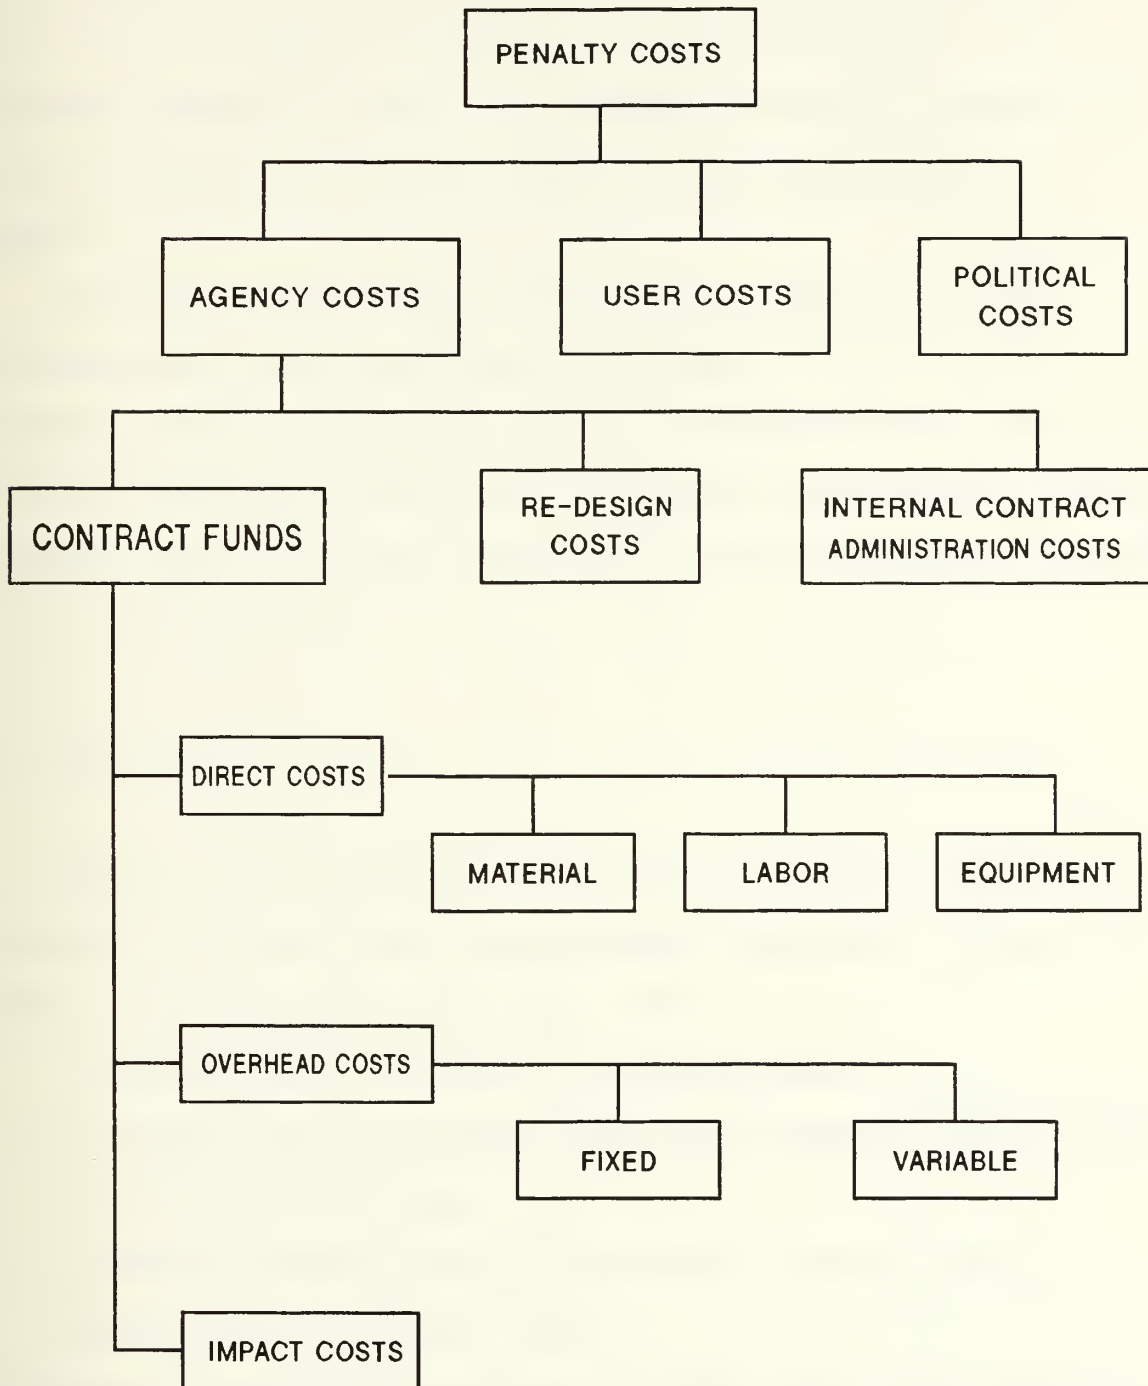 PENALTY COSTS
AGENCY COSTS
USER COSTS
POLITICAL
COSTS
CONTRACT FUNDS
RE-DESIGN
COSTS
INTERNAL CONTRACT
ADMINISTRATION COSTS
DIRECT COSTS
MATERIAL
LABOR
EQUIPMENT
OVERHEAD COSTS
FIXED
VARIABLE
IMPACT COSTS